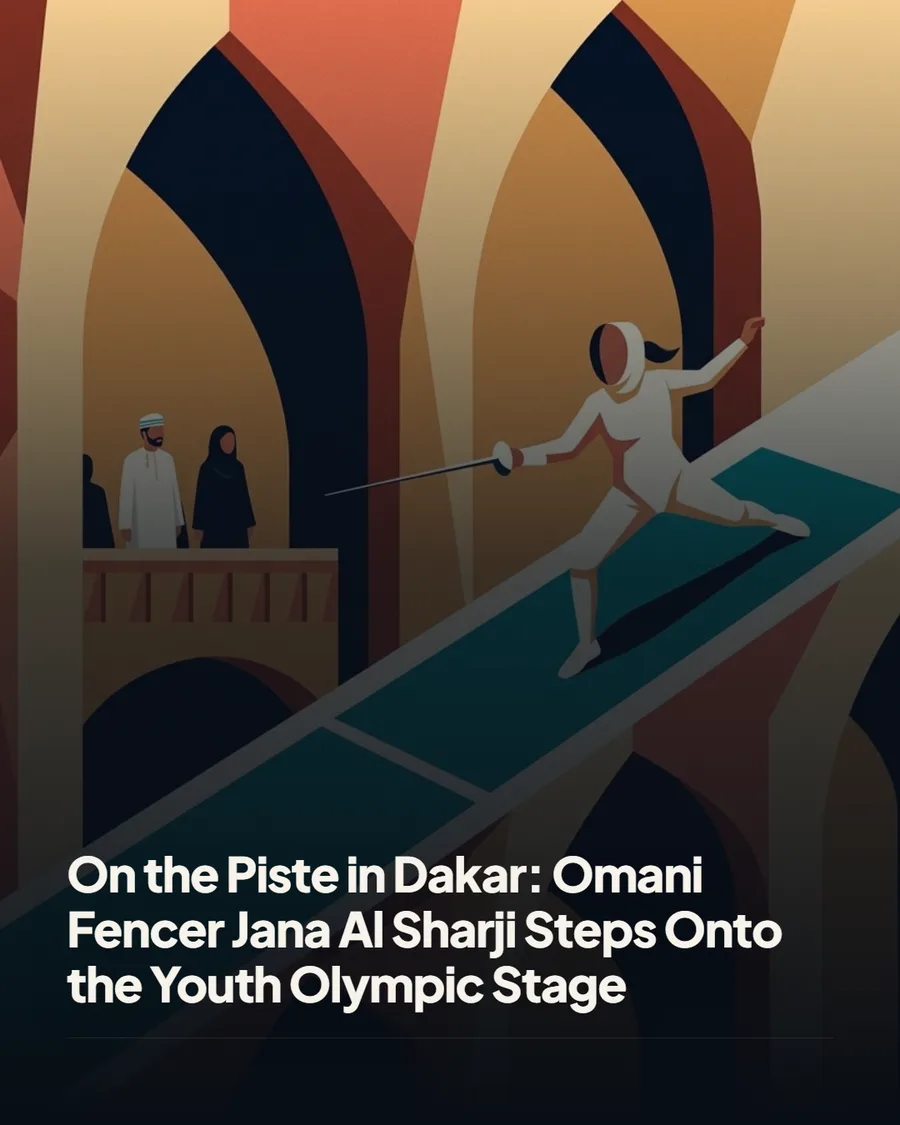 On the Piste in Dakar: Omani
Fencer Jana Al Sharji Steps Onto
the Youth Olympic Stage